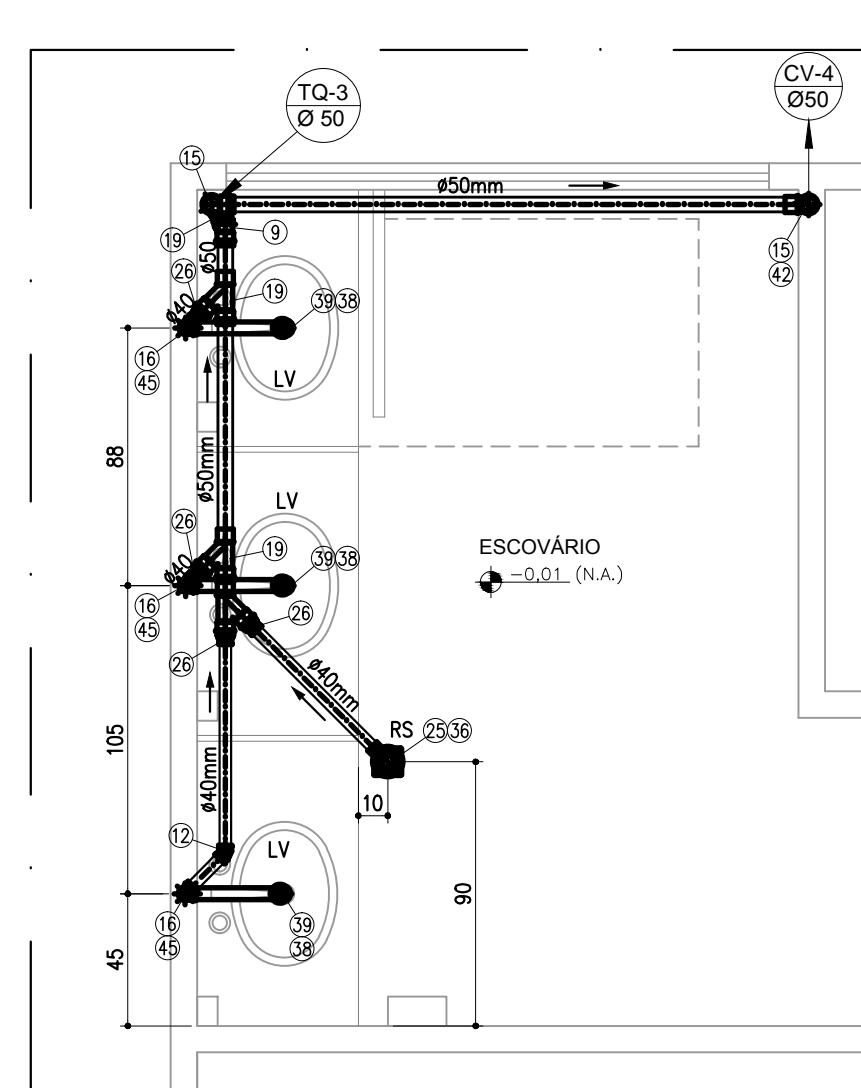 TQ-3
Ø 50
CV-4
Ø50
15
ø50mm
19
9
15
42
ø50
26
ø40
19
39 38
16
45
LV
88
ø50mm
LV
26
ø40
19
39 38
ESCOVÁRIO
-0,01 (N.A.)
16
45
26
26
ø40mm
RS
25 36
105
ø40mm
10
12
LV
90
16
45
39
38
45